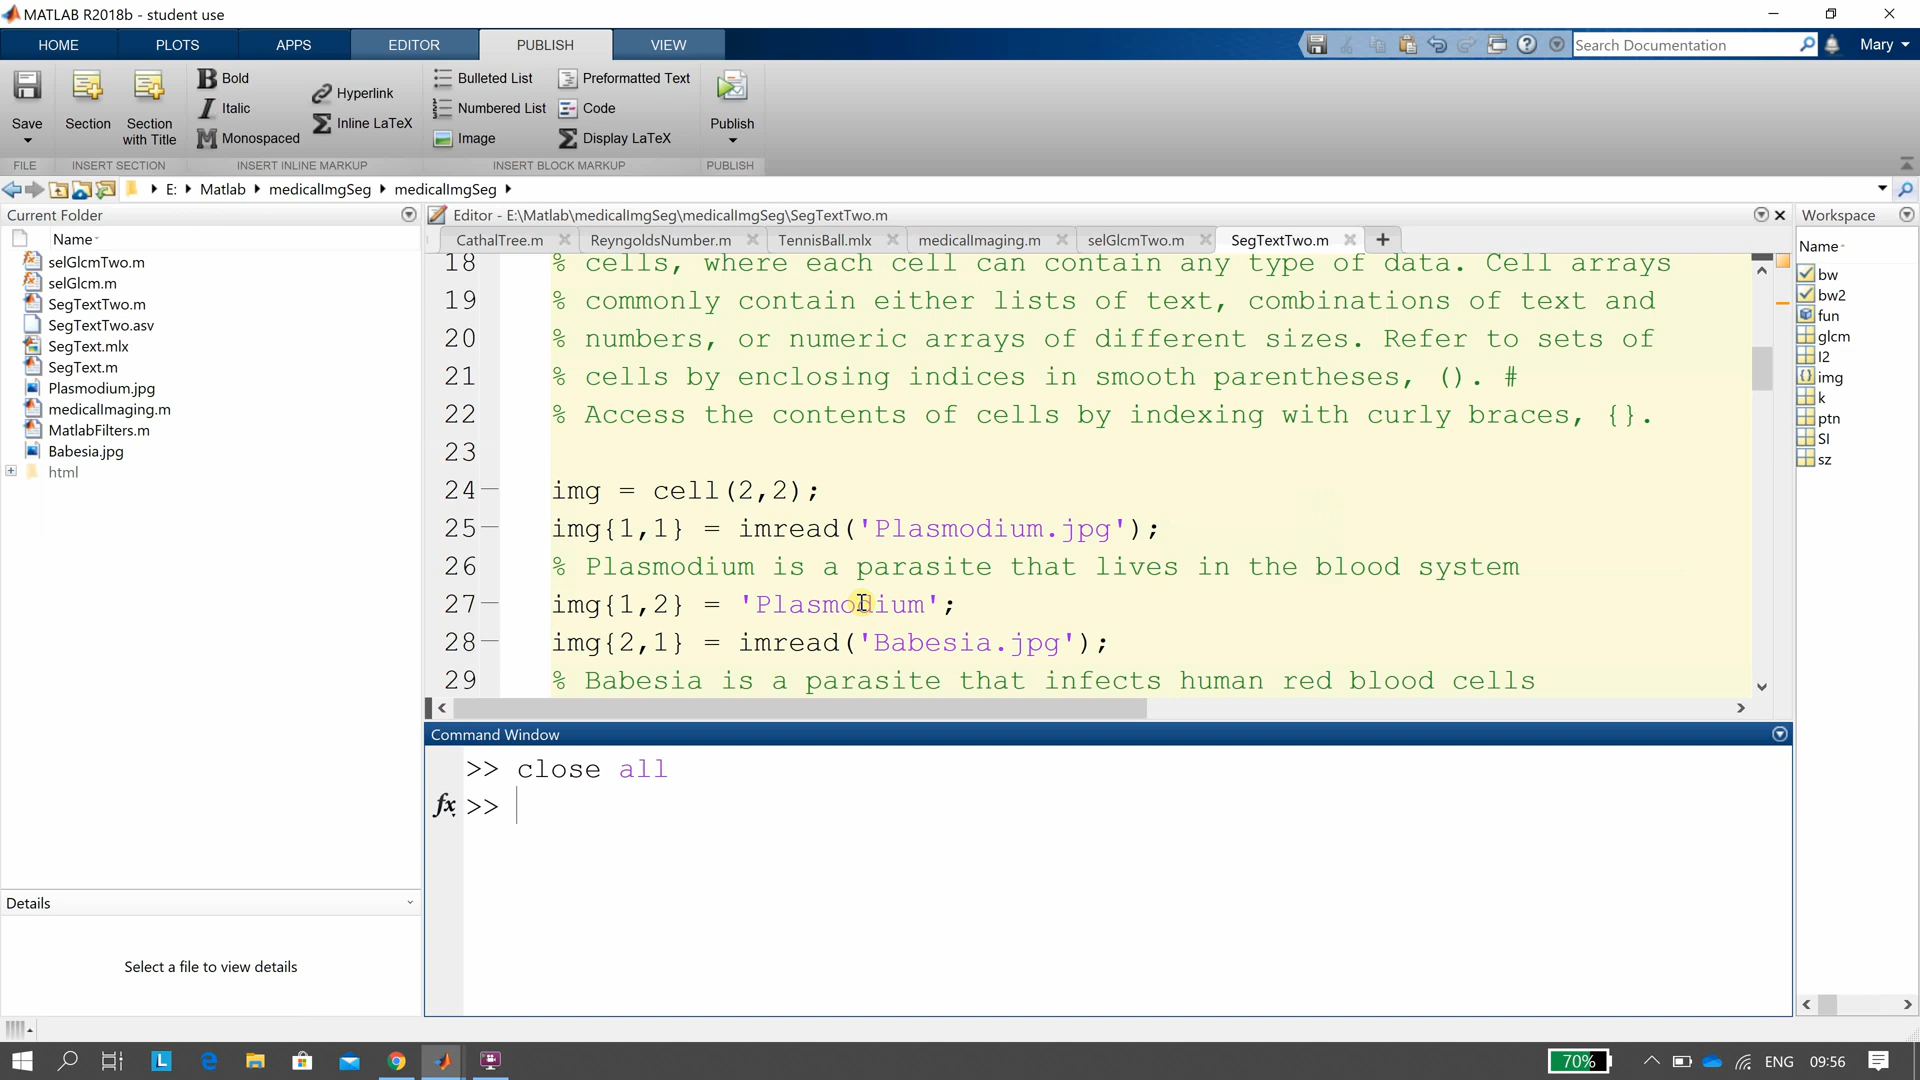 MATLAB R2018b - student use
HOME PLOTS APPS EDITOR PUBLISH VIEW Search Documentation Mary
Save Section Section with Title Bold Italic Monospaced Hyperlink Inline LaTeX
Bulleted List Numbered List Image Preformatted Text Code Display LaTeX Publish
FILE INSERT SECTION INSERT INLINE MARKUP INSERT BLOCK MARKUP PUBLISH
E: Matlab medicalImgSeg medicalImgSeg
Current Folder
Name
selGlcmTwo.m
selGlcm.m
SegTextTwo.m
SegTextTwo.asv
SegText.mlx
SegText.m
Plasmodium.jpg
medicalImaging.m
MatlabFilters.m
Babesia.jpg
html
Details
Select a file to view details
Editor - E:\Matlab\medicalImgSeg\medicalImgSeg\SegTextTwo.m
CathalTree.m ReyngoldsNumber.m TennisBall.mlx medicalImaging.m selGlcmTwo.m SegTextTwo.m
18 % cells, where each cell can contain any type of data. Cell arrays
19 % commonly contain either lists of text, combinations of text and
20 % numbers, or numeric arrays of different sizes. Refer to sets of
21 % cells by enclosing indices in smooth parentheses, (). #
22 % Access the contents of cells by indexing with curly braces, {}.
23
24 img = cell(2,2);
25 img{1,1} = imread('Plasmodium.jpg');
26 % Plasmodium is a parasite that lives in the blood system
27 img{1,2} = 'Plasmodium';
28 img{2,1} = imread('Babesia.jpg');
29 % Babesia is a parasite that infects human red blood cells
Command Window
>> close all
fx >>
Workspace
Name
bw
bw2
fun
glcm
I2
img
k
ptn
SI
sz
70% ENG 09:56